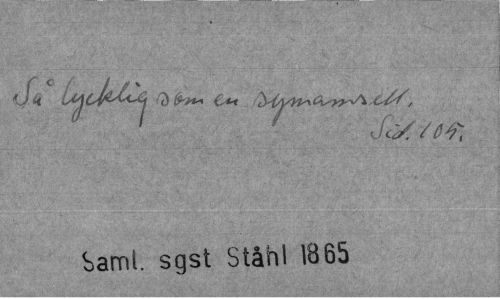 Så lycklig som en symamsell.
Sid. 105.
Saml. sgst Ståhl 1865